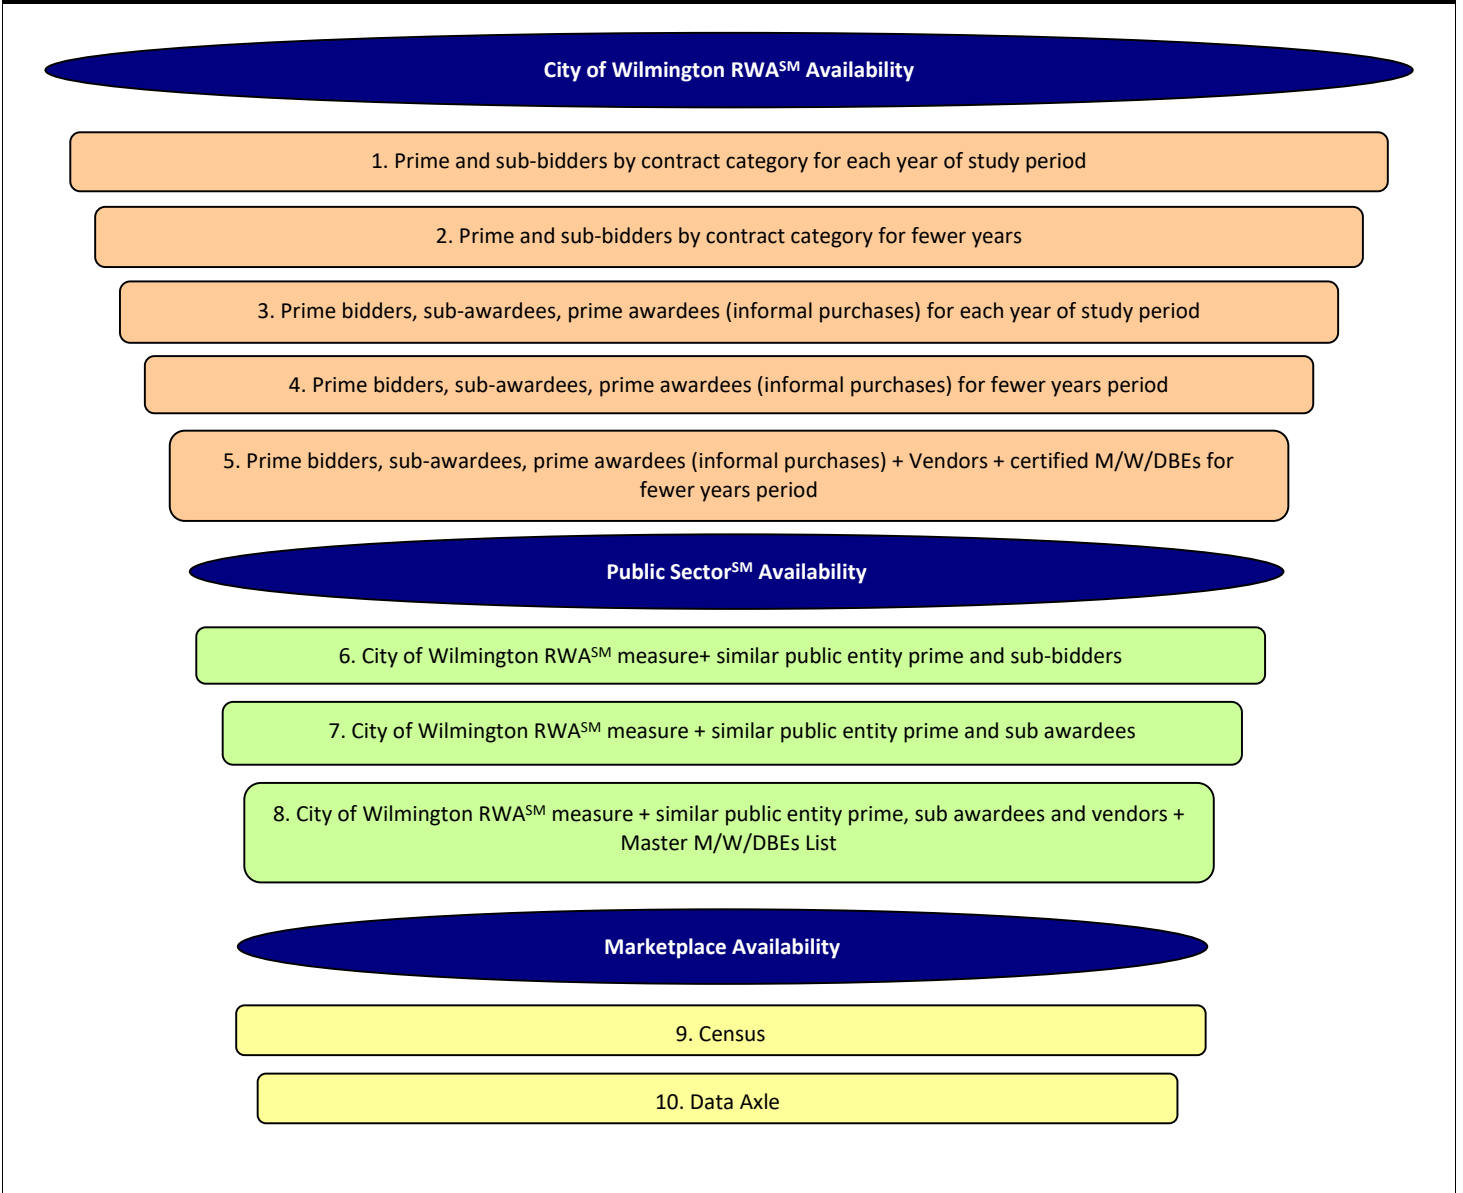 City of Wilmington RWA℠ Availability
1. Prime and sub-bidders by contract category for each year of study period
2. Prime and sub-bidders by contract category for fewer years
3. Prime bidders, sub-awardees, prime awardees (informal purchases) for each year of study period
4. Prime bidders, sub-awardees, prime awardees (informal purchases) for fewer years period
5. Prime bidders, sub-awardees, prime awardees (informal purchases) + Vendors + certified M/W/DBEs for
fewer years period
Public Sector℠ Availability
6. City of Wilmington RWA℠ measure+ similar public entity prime and sub-bidders
7. City of Wilmington RWA℠ measure + similar public entity prime and sub awardees
8. City of Wilmington RWA℠ measure + similar public entity prime, sub awardees and vendors +
Master M/W/DBEs List
Marketplace Availability
9. Census
10. Data Axle